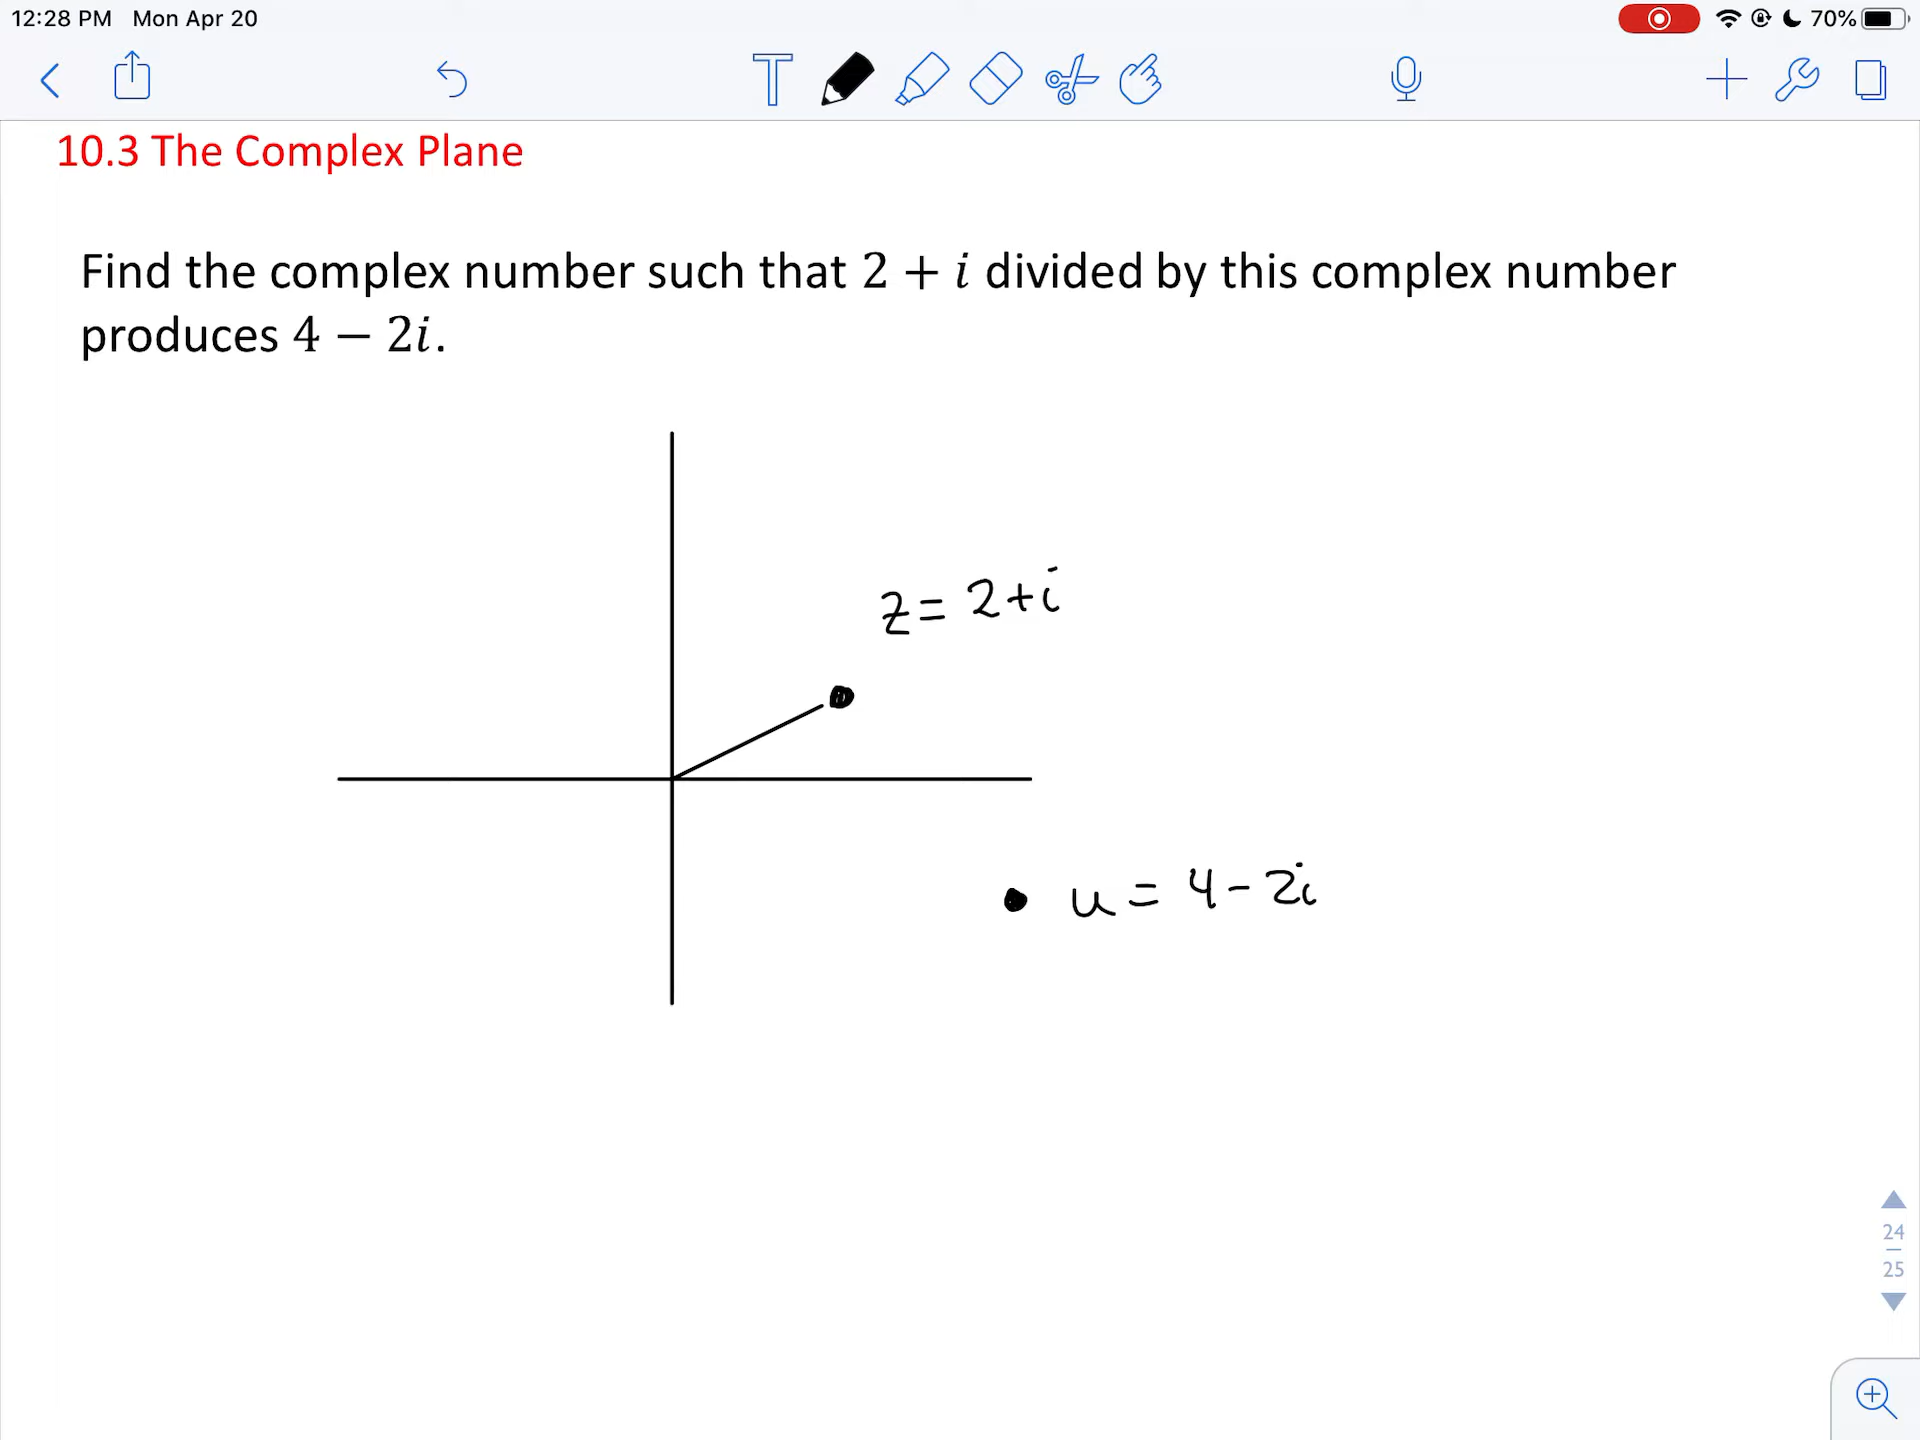 12:28 PM Mon Apr 20
70%
T
10.3 The Complex Plane
Find the complex number such that 2 + i divided by this complex number
produces 4 − 2i.
z = 2+i
u = 4-2i
24
25